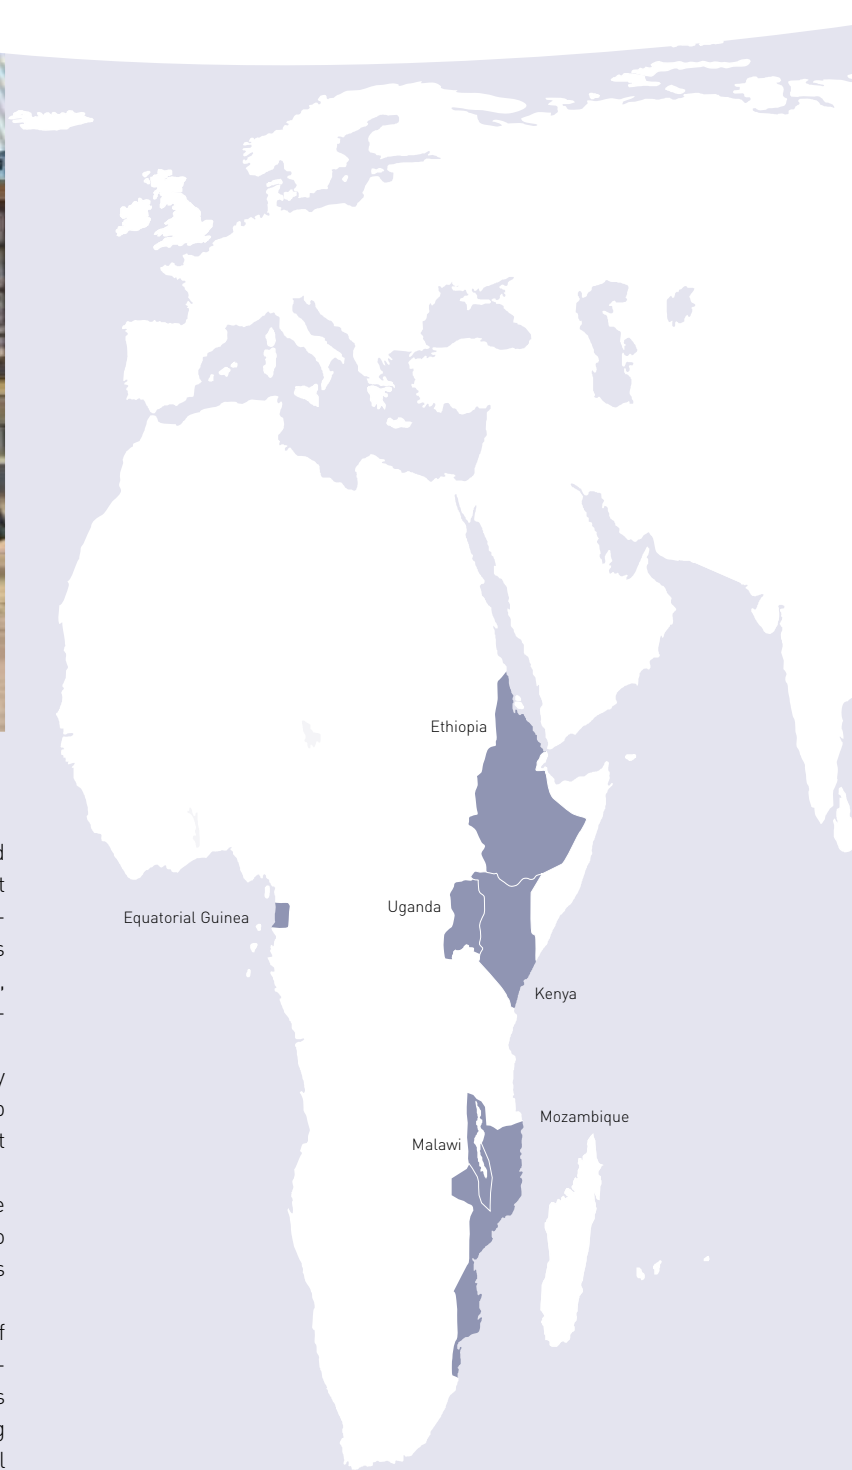 Ethiopia
Uganda
Equatorial Guinea
Kenya
Mozambique
Malawi